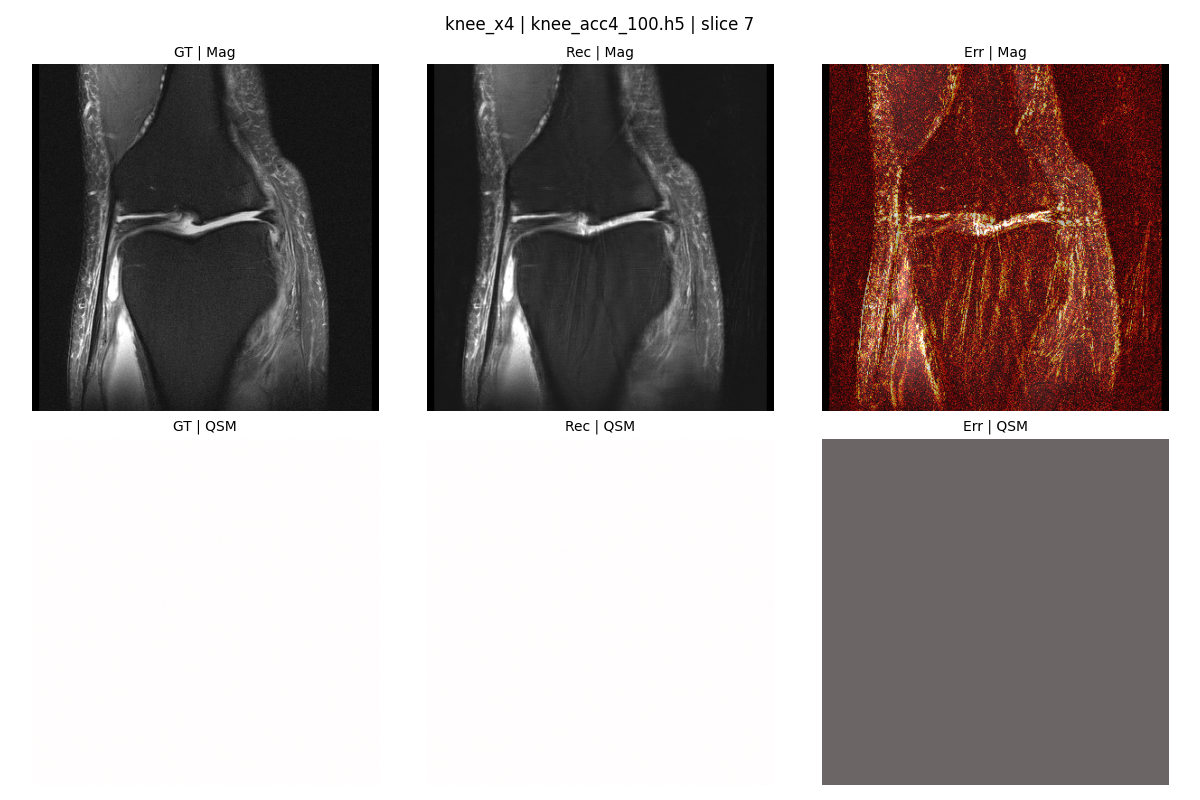 knee_x4 | knee_acc4_100.h5 | slice 7
GT | Mag
Rec | Mag
Err | Mag
GT | QSM
Rec | QSM
Err | QSM